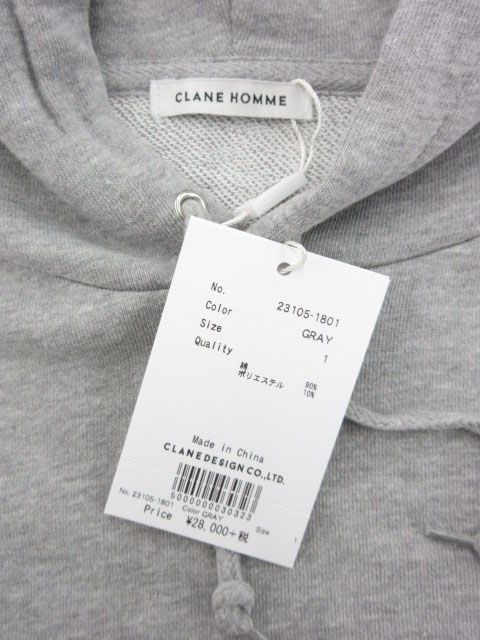 CLANE HOMME
No. 23105-1801
Color GRAY
Size 1
Quality
綿 90%
ポリエステル 10%
Made in China
CLANE DESIGN CO., LTD.
5000000030323
No. 23105-1801 Color GRAY Size 1
Price ¥28,000+税